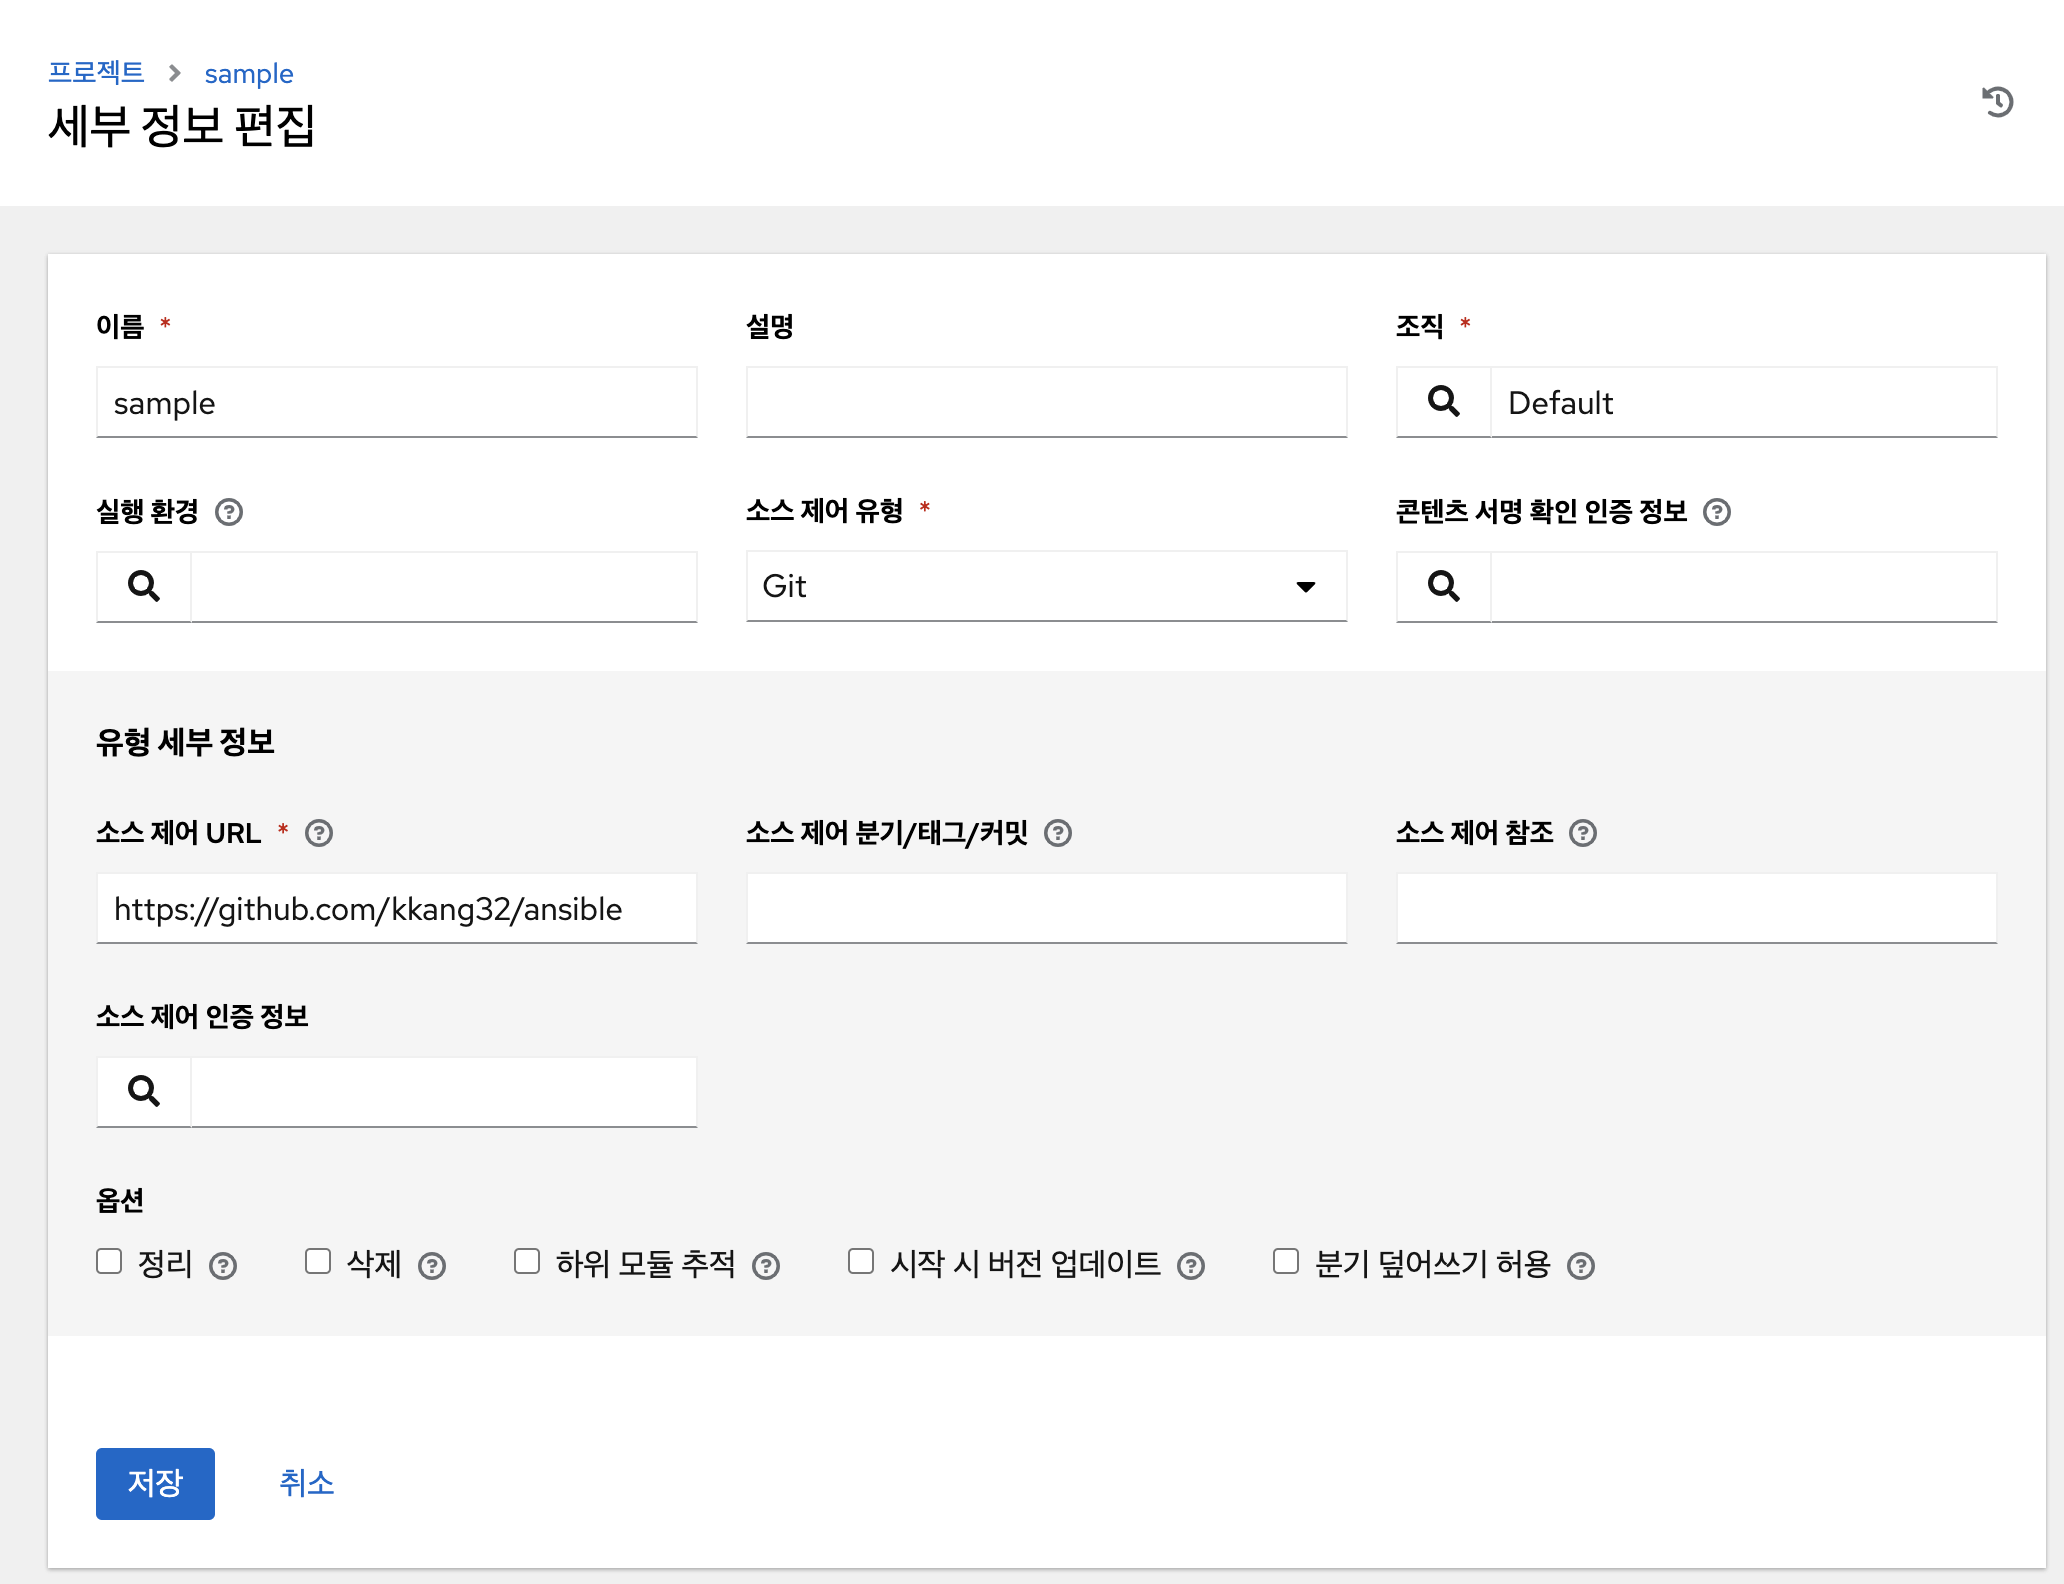 프로젝트 > sample
세부 정보 편집
이름 *
설명
조직 *
sample
Default
실행 환경
소스 제어 유형 *
콘텐츠 서명 확인 인증 정보
Git
유형 세부 정보
소스 제어 URL *
소스 제어 분기/태그/커밋
소스 제어 참조
https://github.com/kkang32/ansible
소스 제어 인증 정보
옵션
정리 삭제 하위 모듈 추적 시작 시 버전 업데이트 분기 덮어쓰기 허용
저장 취소